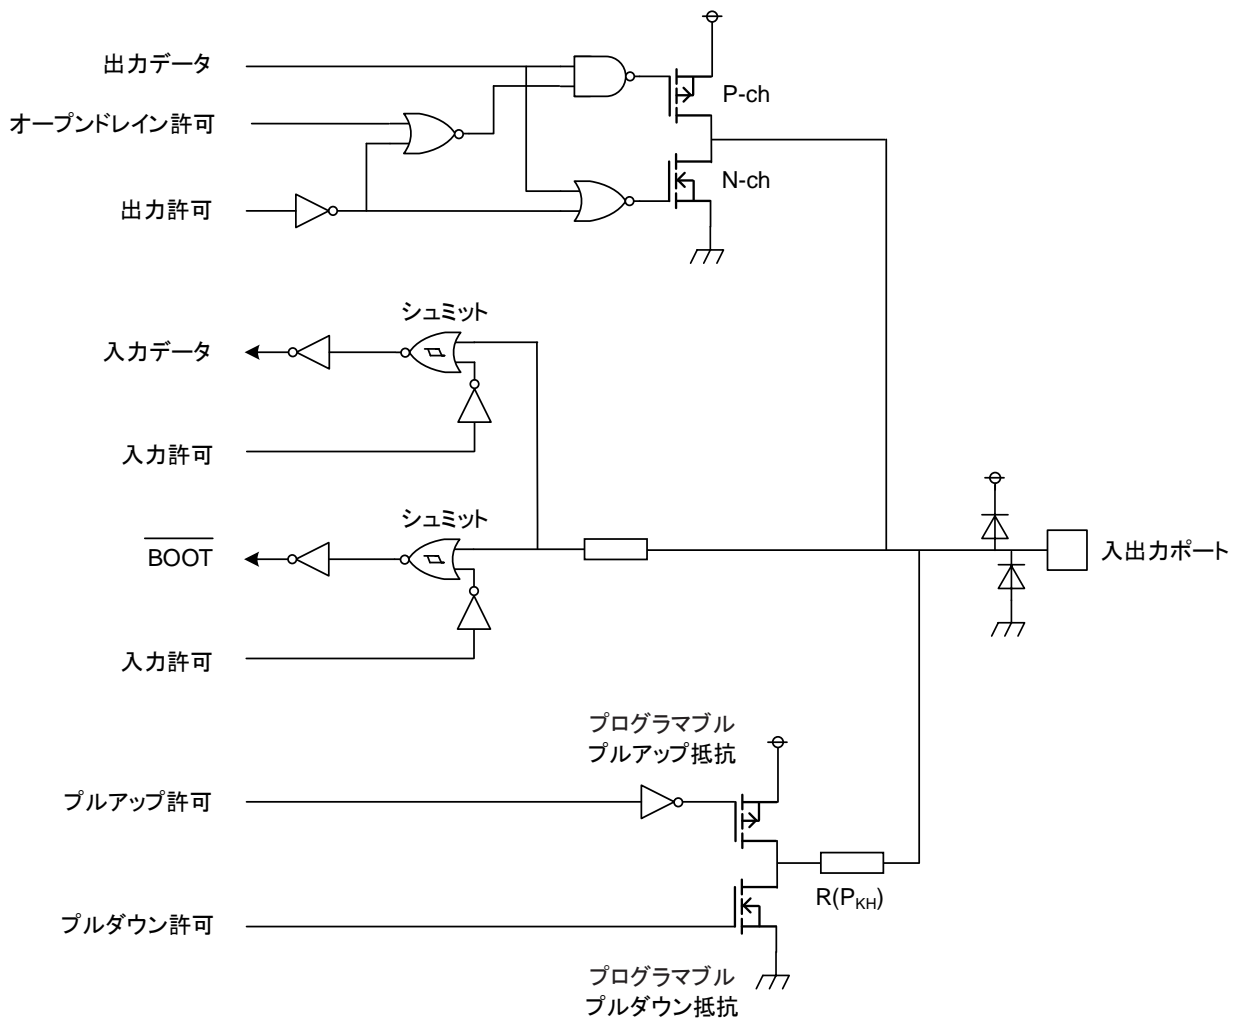 出力データ
P-ch
オープンドレイン許可
N-ch
出力許可
シュミット
入力データ
入力許可
シュミット
BOOT
入出力ポート
入力許可
プログラマブル
プルアップ抵抗
プルアップ許可
R(PKH)
プルダウン許可
プログラマブル
プルダウン抵抗